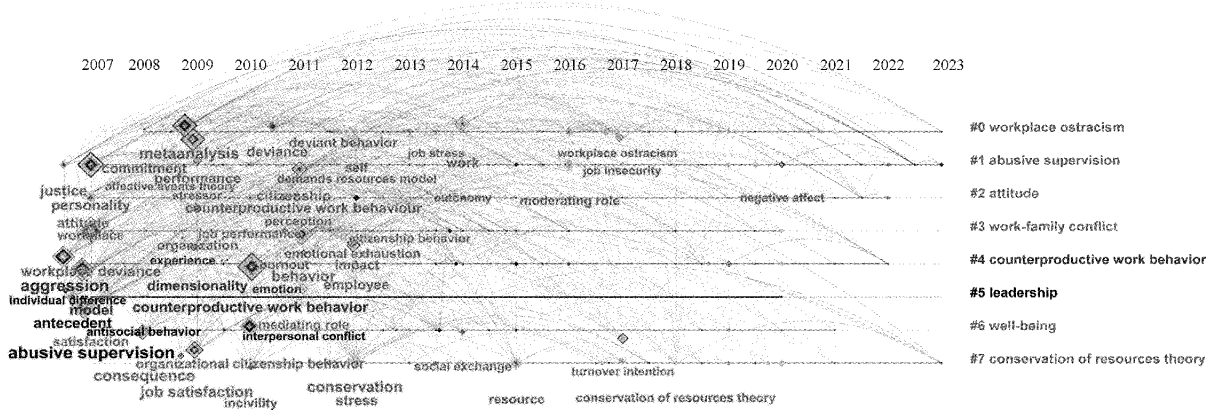 2007 2008 2009 2010 2011 2012 2013 2014 2015 2016 2017 2018 2019 2020 2021 2022 2023
#0 workplace ostracism
deviant behavior
metaanalysis deviance job stress workplace ostracism
#1 abusive supervision
commitment self work
performance demands resources model job insecurity
affective events theory
justice stressor citizenship autonomy moderating role negative affect
#2 attitude
personality counterproductive work behaviour
attitude perception
#3 work-family conflict
workplace job performance citizenship behavior
organization emotional exhaustion
experience burnout impact
#4 counterproductive work behavior
workplace deviance behavior
aggression dimensionality emotion employee
#5 leadership
individual difference
model counterproductive work behavior
antecedent mediating role
#6 well-being
antisocial behavior interpersonal conflict
satisfaction
abusive supervision
organizational citizenship behavior social exchange
#7 conservation of resources theory
consequence turnover intention
job satisfaction conservation
incivility stress resource conservation of resources theory